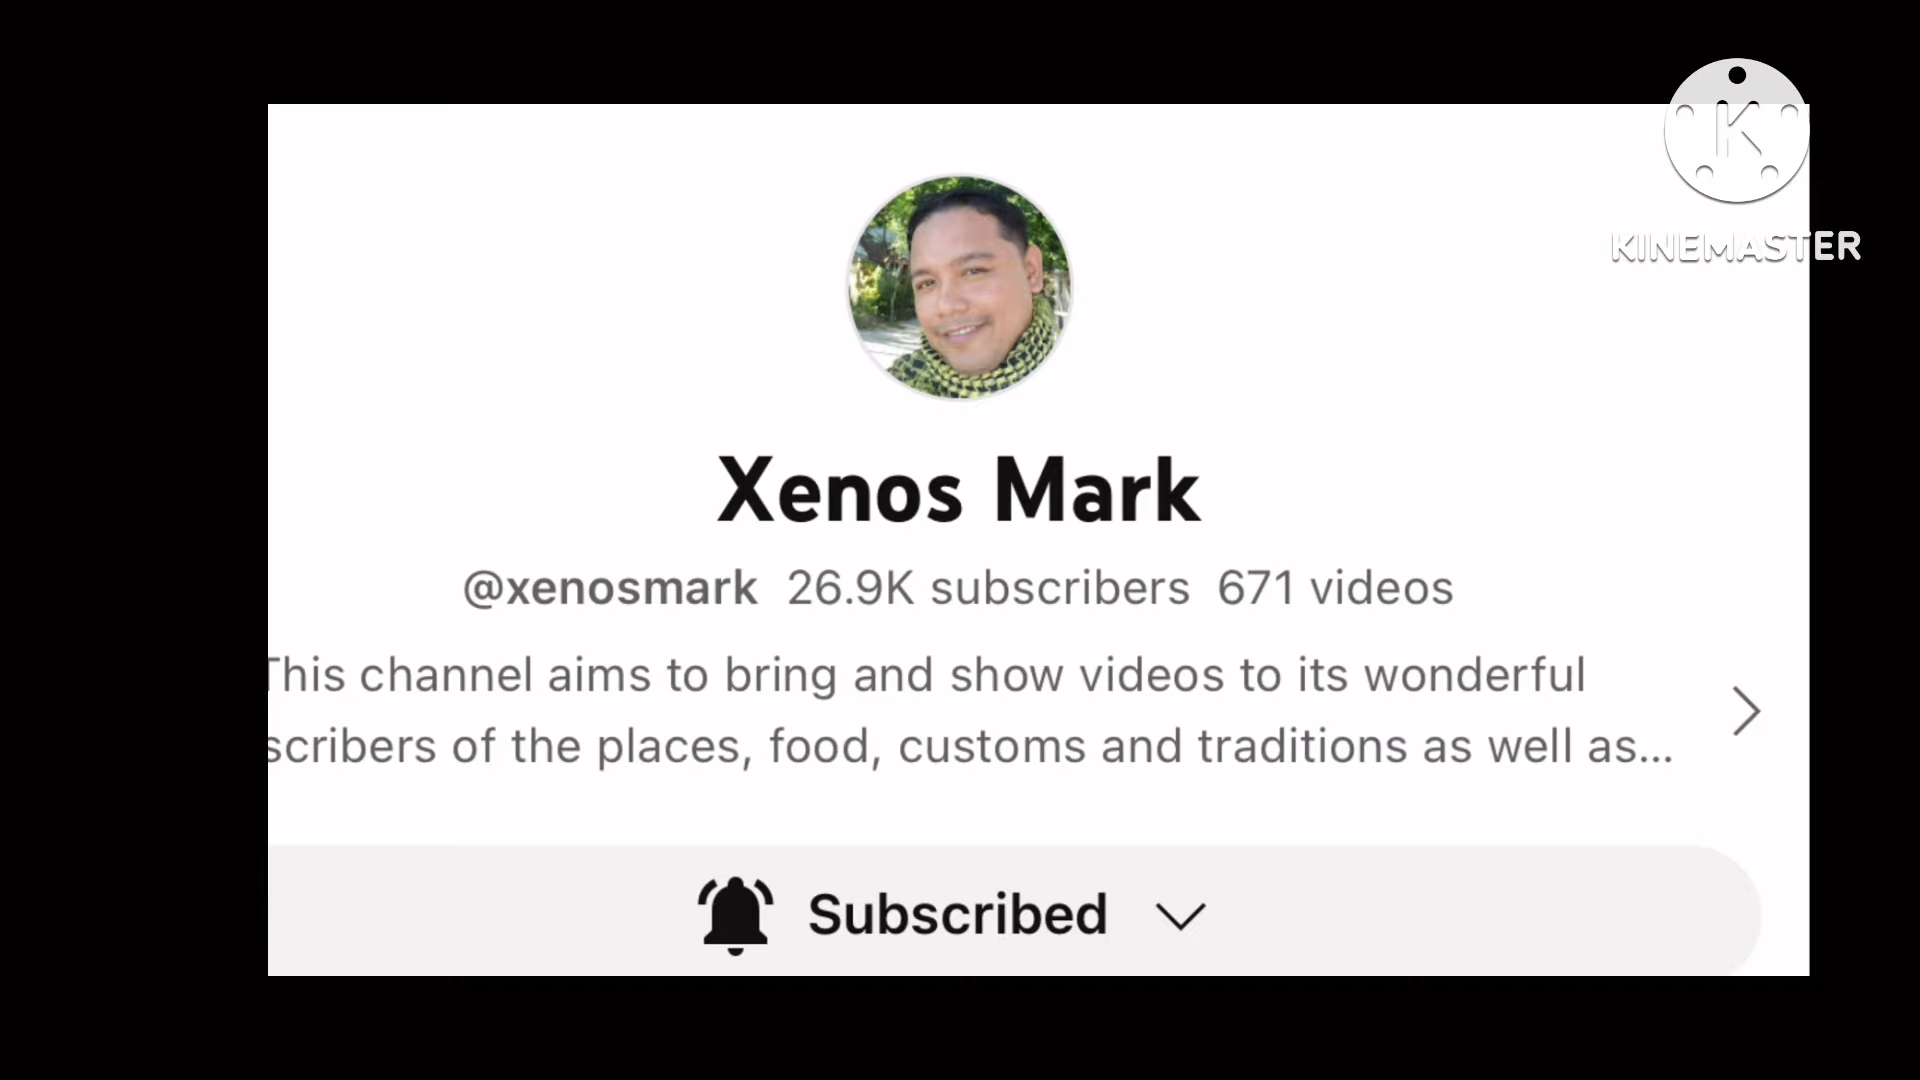 K
KINEMASTER
Xenos Mark
@xenosmark 26.9K subscribers 671 videos
This channel aims to bring and show videos to its wonderful
scribers of the places, food, customs and traditions as well as...
Subscribed